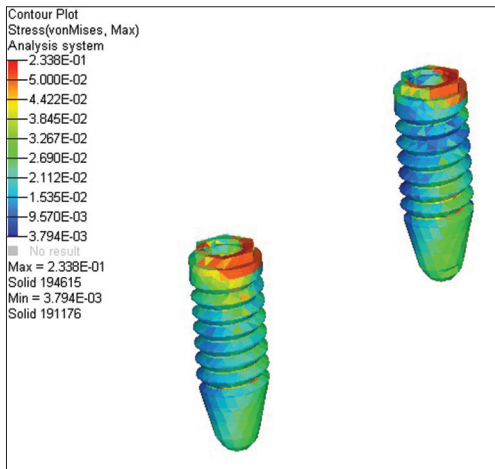 Contour Plot
Stress(vonMises, Max)
Analysis system
2.338E-01
5.000E-02
4.422E-02
3.845E-02
3.267E-02
2.690E-02
2.112E-02
1.535E-02
9.570E-03
3.794E-03
No result
Max = 2.338E-01
Solid 194615
Min = 3.794E-03
Solid 191176